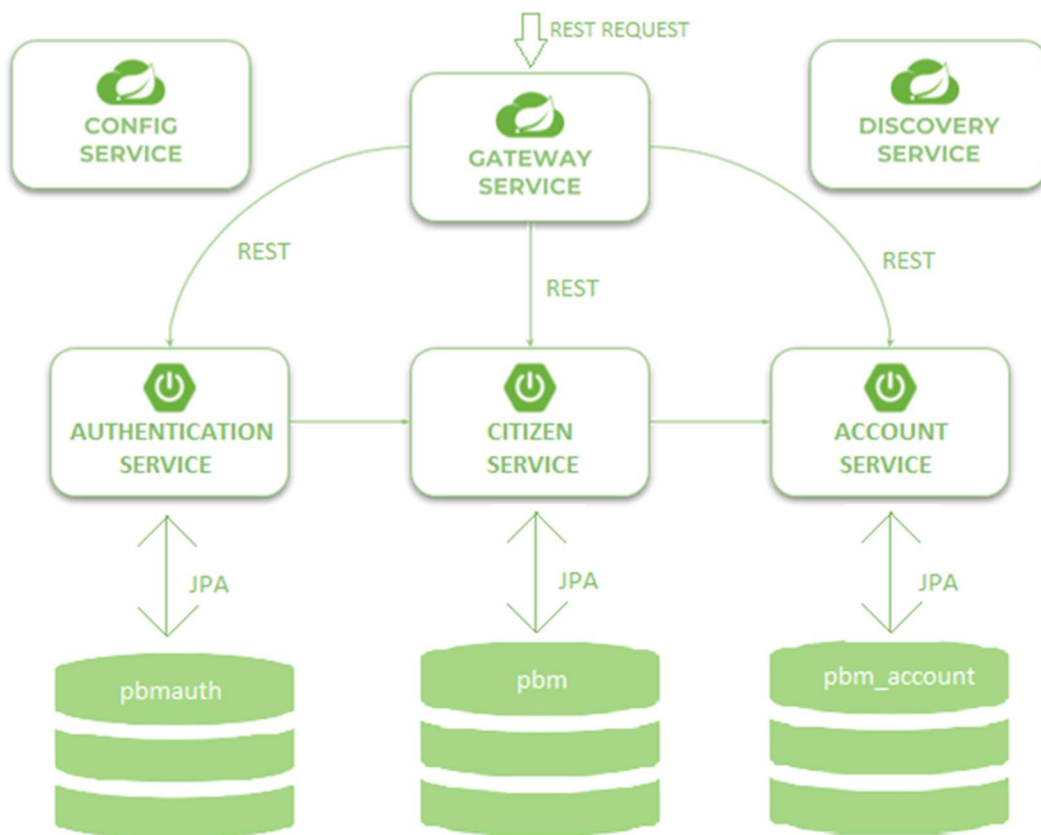 REST REQUEST
CONFIG
SERVICE
GATEWAY
SERVICE
DISCOVERY
SERVICE
REST
REST
REST
AUTHENTICATION
SERVICE
CITIZEN
SERVICE
ACCOUNT
SERVICE
JPA
JPA
JPA
pbmauth
pbm
pbm_account